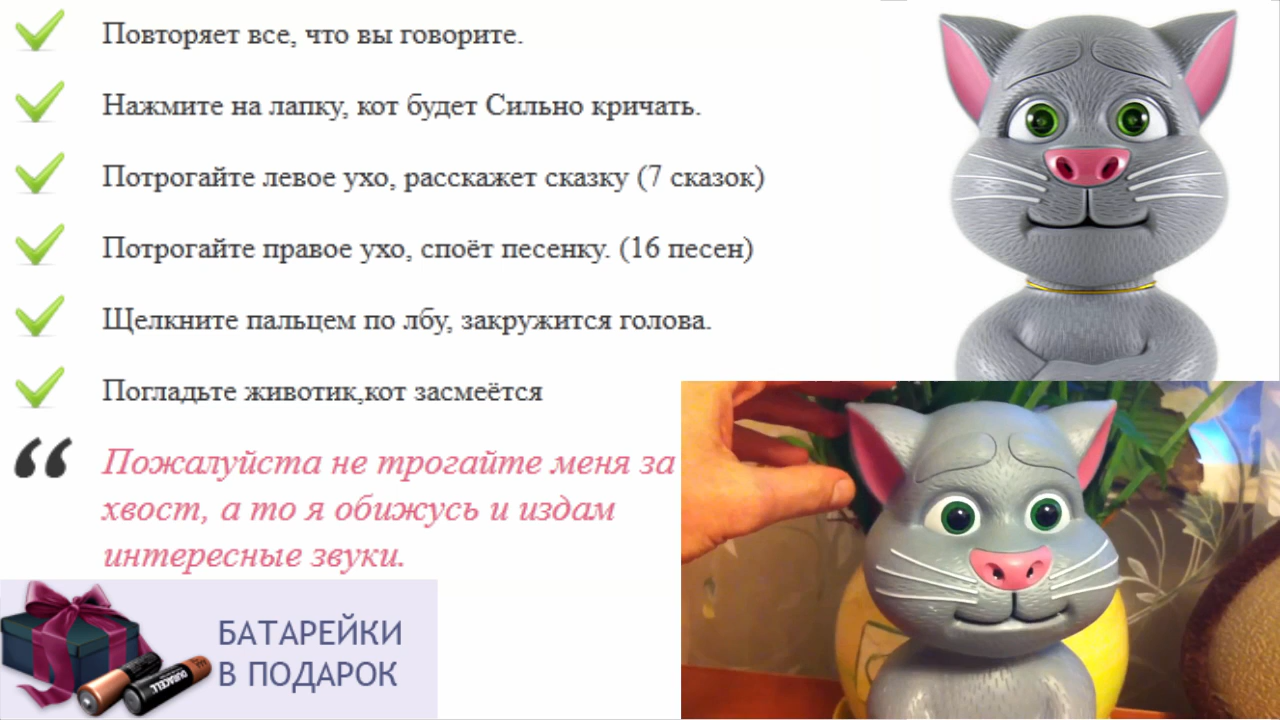 Повторяет все, что вы говорите.
Нажмите на лапку, кот будет Сильно кричать.
Потрогайте левое ухо, расскажет сказку (7 сказок)
Потрогайте правое ухо, споёт песенку. (16 песен)
Щелкните пальцем по лбу, закружится голова.
Погладьте животик,кот засмеётся
“ Пожалуйста не трогайте меня за
хвост, а то я обижусь и издам
интересные звуки.
БАТАРЕЙКИ
В ПОДАРОК
DURACELL